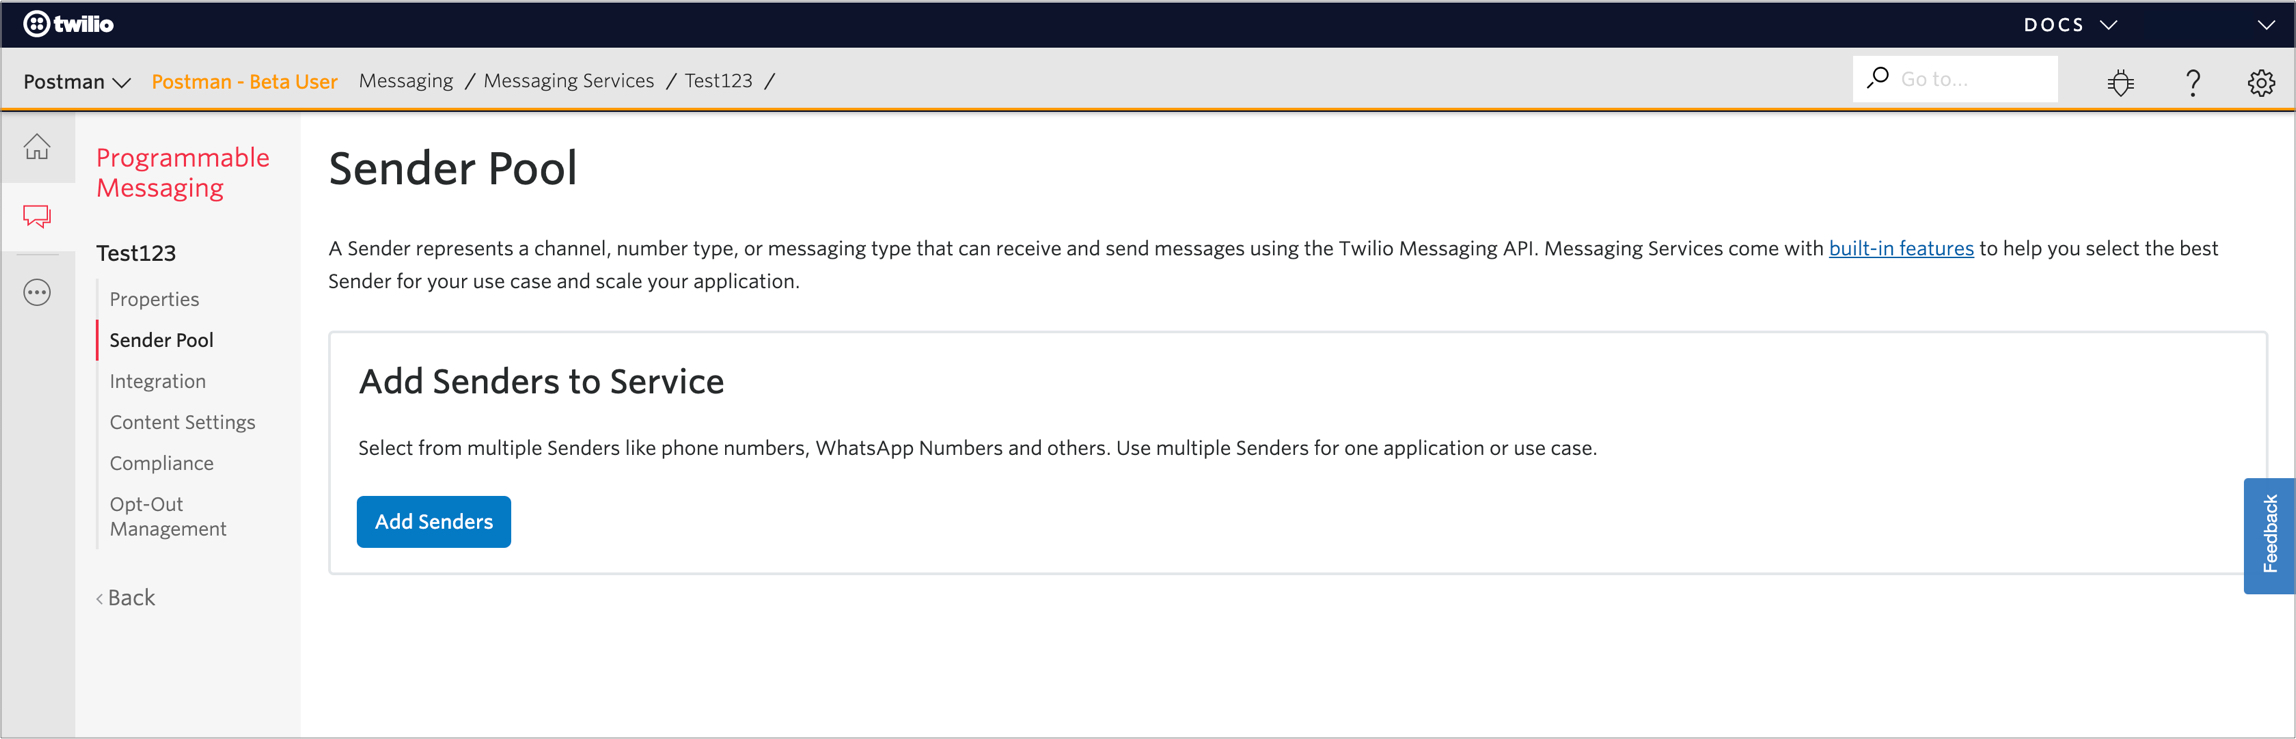 twilio
DOCS
Postman
Postman - Beta User
Messaging / Messaging Services / Test123 /
Go to...
?
Programmable
Messaging
Test123
Properties
Sender Pool
Integration
Content Settings
Compliance
Opt-Out
Management
‹ Back
Sender Pool
A Sender represents a channel, number type, or messaging type that can receive and send messages using the Twilio Messaging API. Messaging Services come with built-in features to help you select the best
Sender for your use case and scale your application.
Add Senders to Service
Select from multiple Senders like phone numbers, WhatsApp Numbers and others. Use multiple Senders for one application or use case.
Add Senders
Feedback